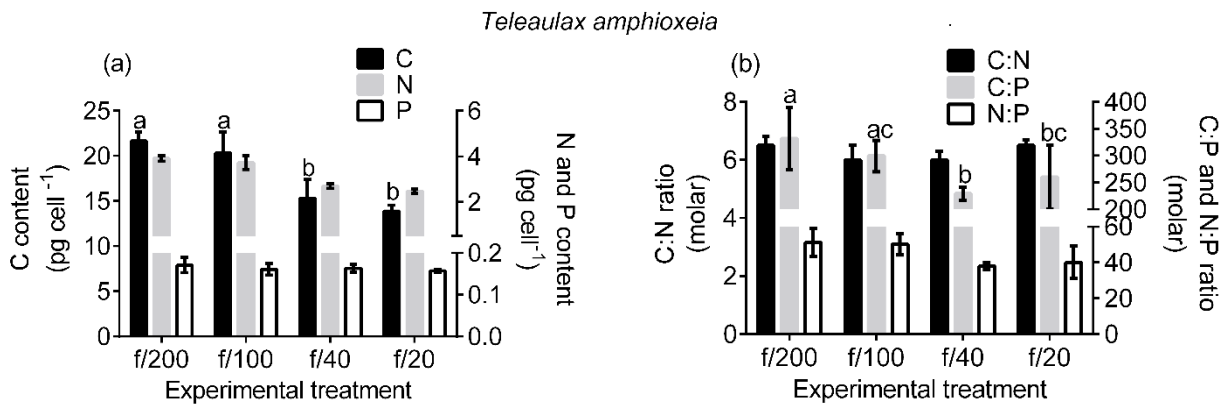 Teleaulax amphioxeia
(a)
C
N
P
25
20
15
10
5
0
C content
(pg cell -1)
a
a
b
b
6
4
2
0.2
0.1
0.0
N and P content
(pg cell-1)
f/200 f/100 f/40 f/20
Experimental treatment
(b)
C:N
C:P
N:P
8
6
4
2
0
C:N ratio
(molar)
a
ac
b
bc
400
350
300
250
200
60
40
20
0
C:P and N:P ratio
(molar)
f/200 f/100 f/40 f/20
Experimental treatment